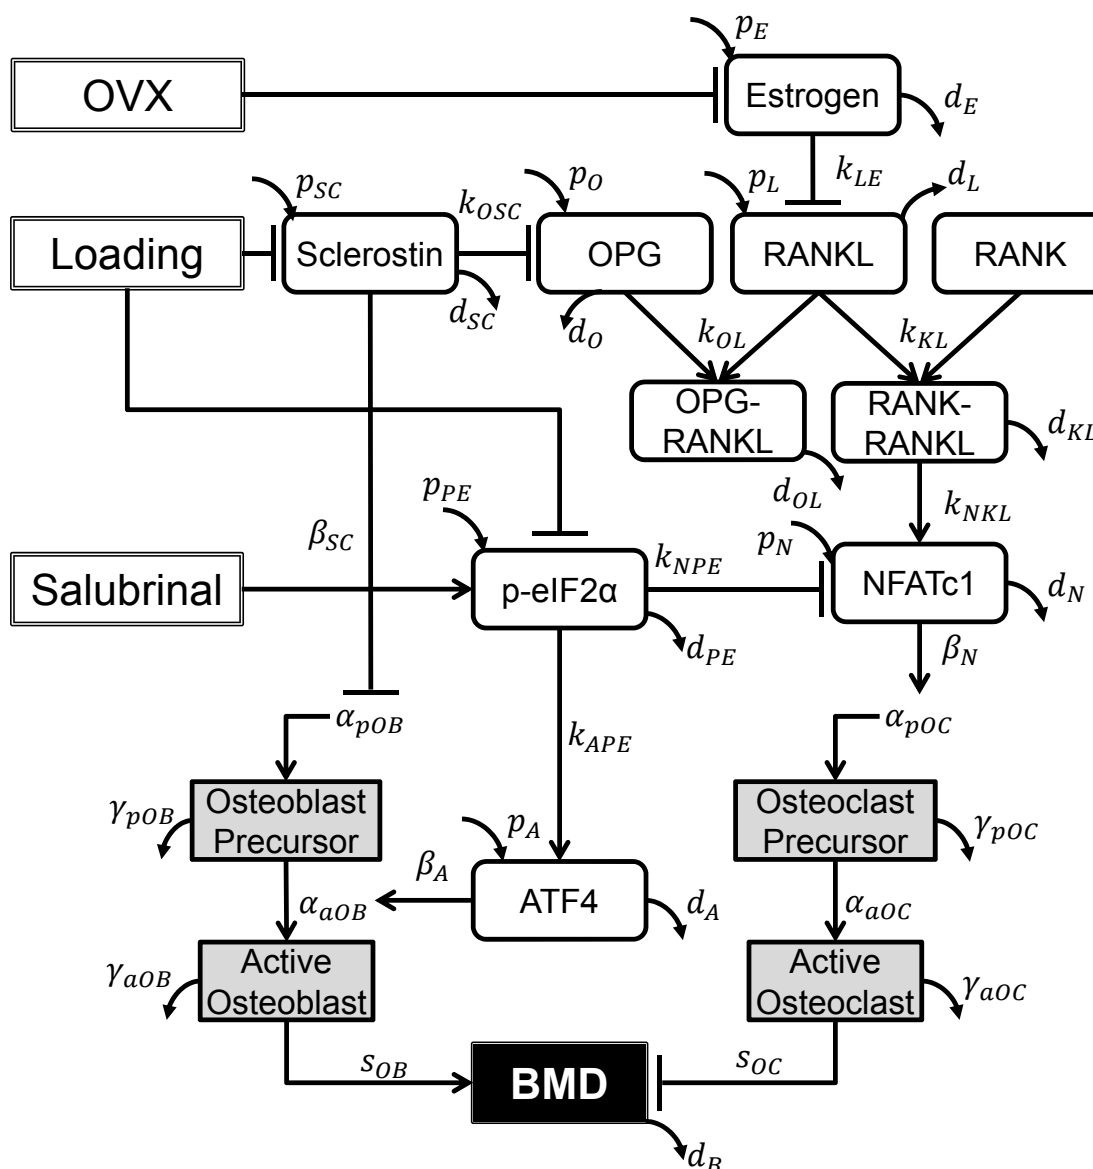 p_E
OVX
Estrogen
d_E
k_LE
p_SC
k_OSC
p_O
p_L
d_L
Loading
Sclerostin
OPG
RANKL
RANK
d_SC
d_O
k_OL
k_KL
OPG-
RANKL
RANK-
RANKL
d_KL
d_OL
p_PE
k_NKL
β_SC
k_NPE
p_N
Salubrinal
p-eIF2α
NFATc1
d_N
d_PE
β_N
α_pOB
k_APE
α_pOC
γ_pOB
Osteoblast
Precursor
Osteoclast
Precursor
γ_pOC
p_A
β_A
α_aOB
ATF4
d_A
α_aOC
γ_aOB
Active
Osteoblast
Active
Osteoclast
γ_aOC
s_OB
BMD
s_OC
d_B